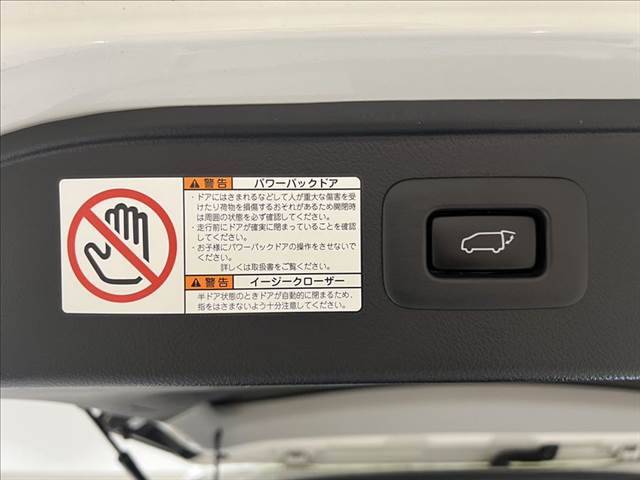 警告 パワーバックドア
・ドアにはさまれるなどして人が重大な傷害を受
けたり荷物を損傷するおそれがあるため開閉時
は周囲の状態を必ず確認してください。
・走行前にドアが確実に閉まっていることを確認
してください。
・お子様にパワーバックドアの操作をさせないで
ください。
詳しくは取扱書をご覧ください。
警告 イージークローザー
半ドア状態のときドアが自動的に閉まるため、
指をはさまないよう十分注意してください。